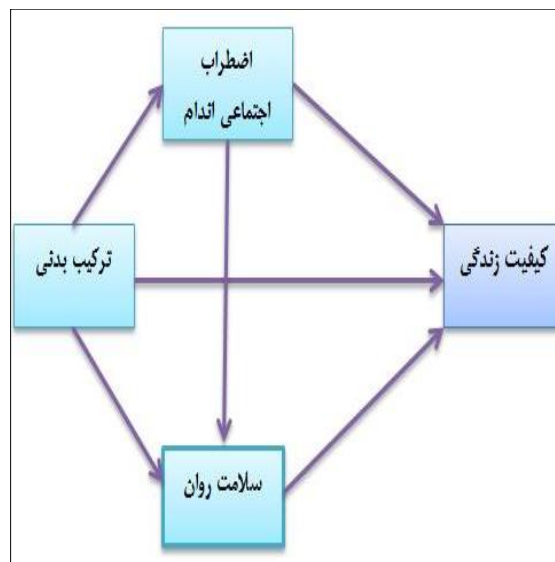 اضطراب
اجتماعی اندام
ترکیب بدنی
کیفیت زندگی
سلامت روان